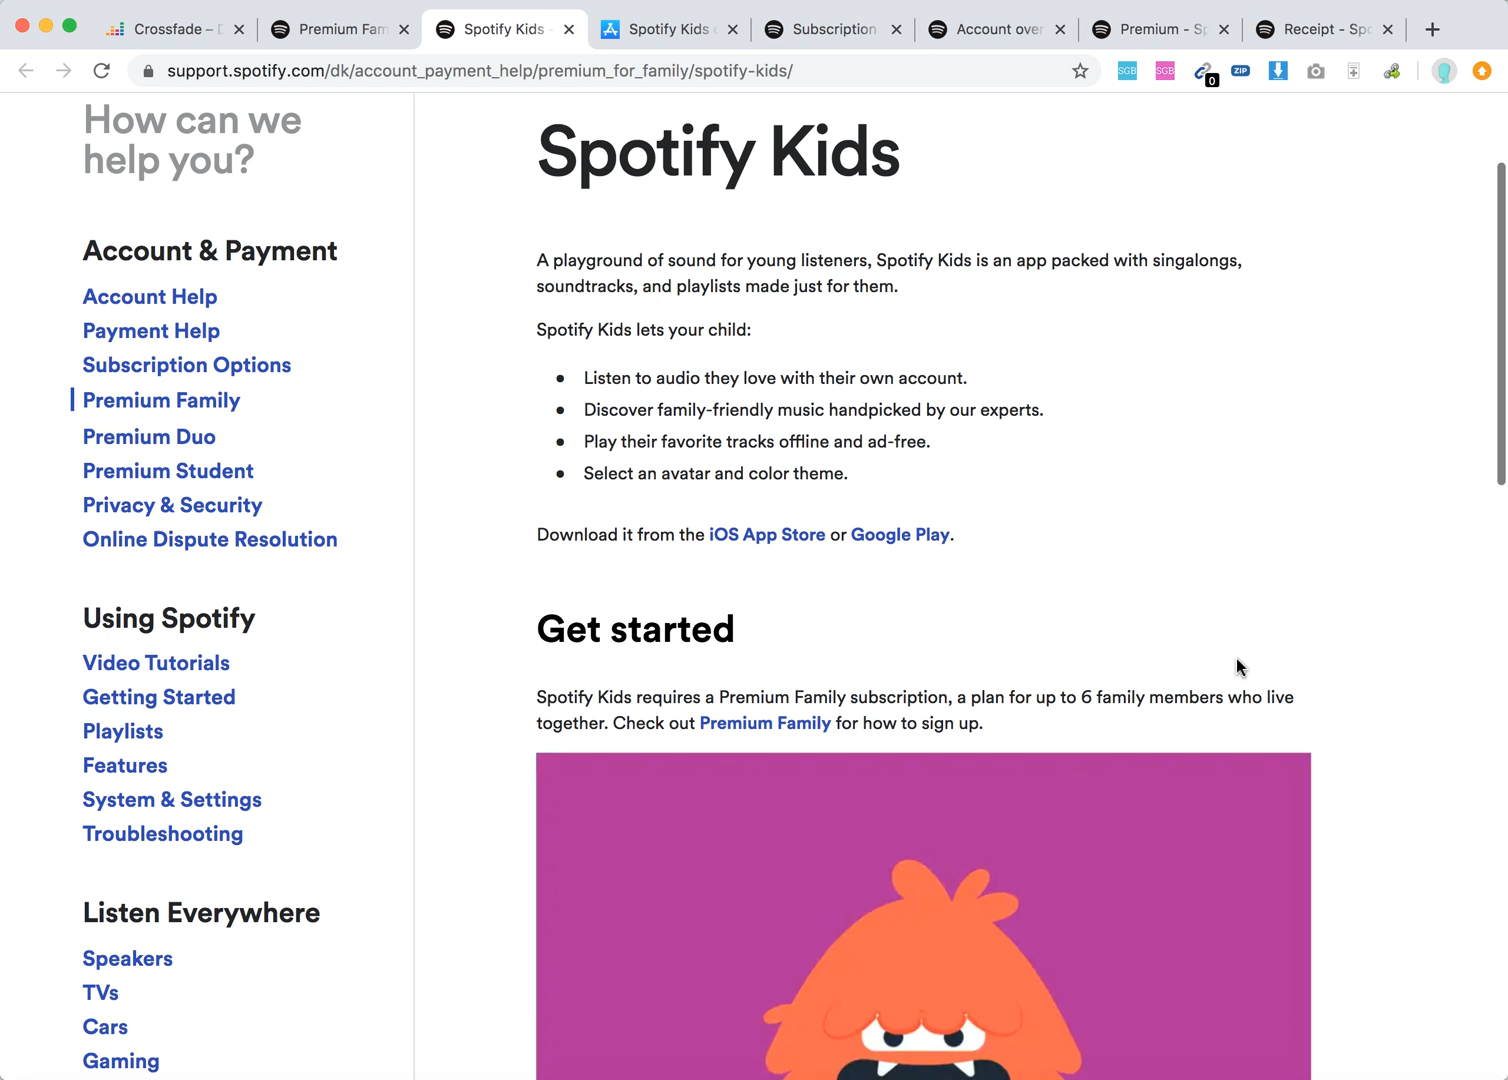 Crossfade – D
Premium Fam
Spotify Kids -
Spotify Kids
Subscription
Account over
Premium - Sp
Receipt - Spo
support.spotify.com/dk/account_payment_help/premium_for_family/spotify-kids/
SGB
SGB
0
ZIP
How can we
help you?
Account & Payment
Account Help
Payment Help
Subscription Options
Premium Family
Premium Duo
Premium Student
Privacy & Security
Online Dispute Resolution
Using Spotify
Video Tutorials
Getting Started
Playlists
Features
System & Settings
Troubleshooting
Listen Everywhere
Speakers
TVs
Cars
Gaming
Spotify Kids
A playground of sound for young listeners, Spotify Kids is an app packed with singalongs,
soundtracks, and playlists made just for them.
Spotify Kids lets your child:
Listen to audio they love with their own account.
Discover family-friendly music handpicked by our experts.
Play their favorite tracks offline and ad-free.
Select an avatar and color theme.
Download it from the iOS App Store or Google Play.
Get started
Spotify Kids requires a Premium Family subscription, a plan for up to 6 family members who live
together. Check out Premium Family for how to sign up.